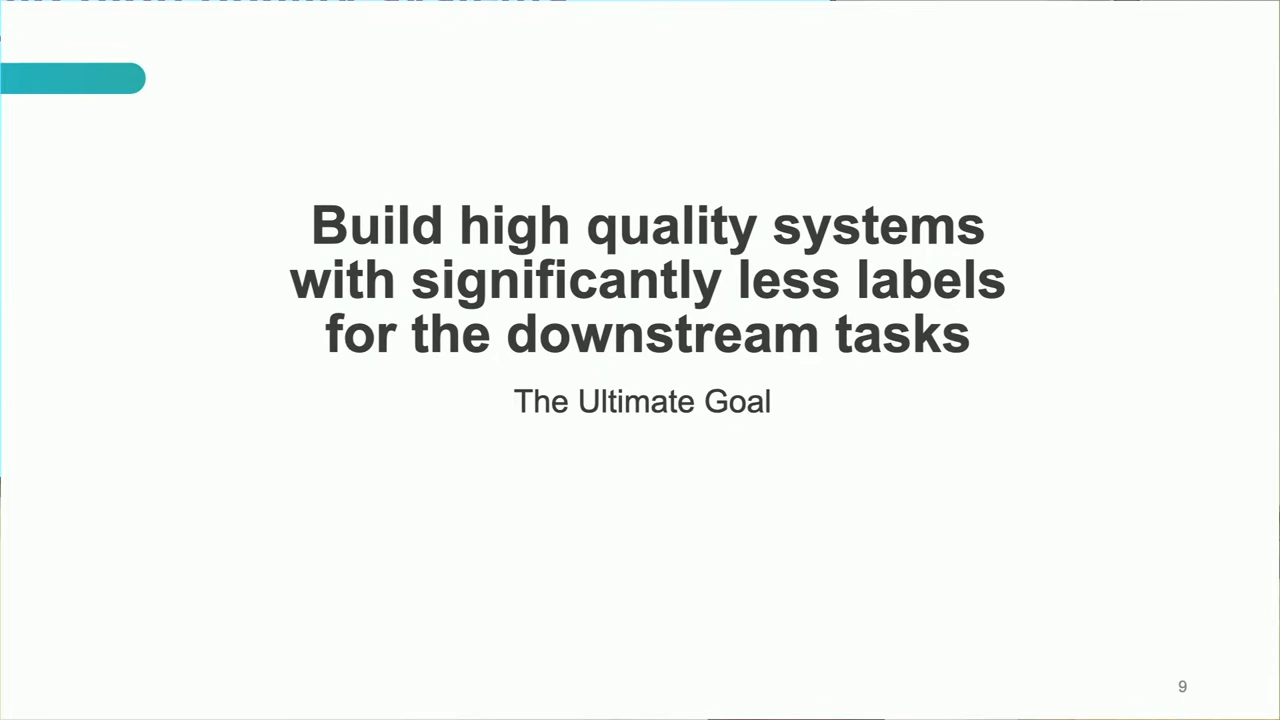 Build high quality systems
with significantly less labels
for the downstream tasks
The Ultimate Goal
9